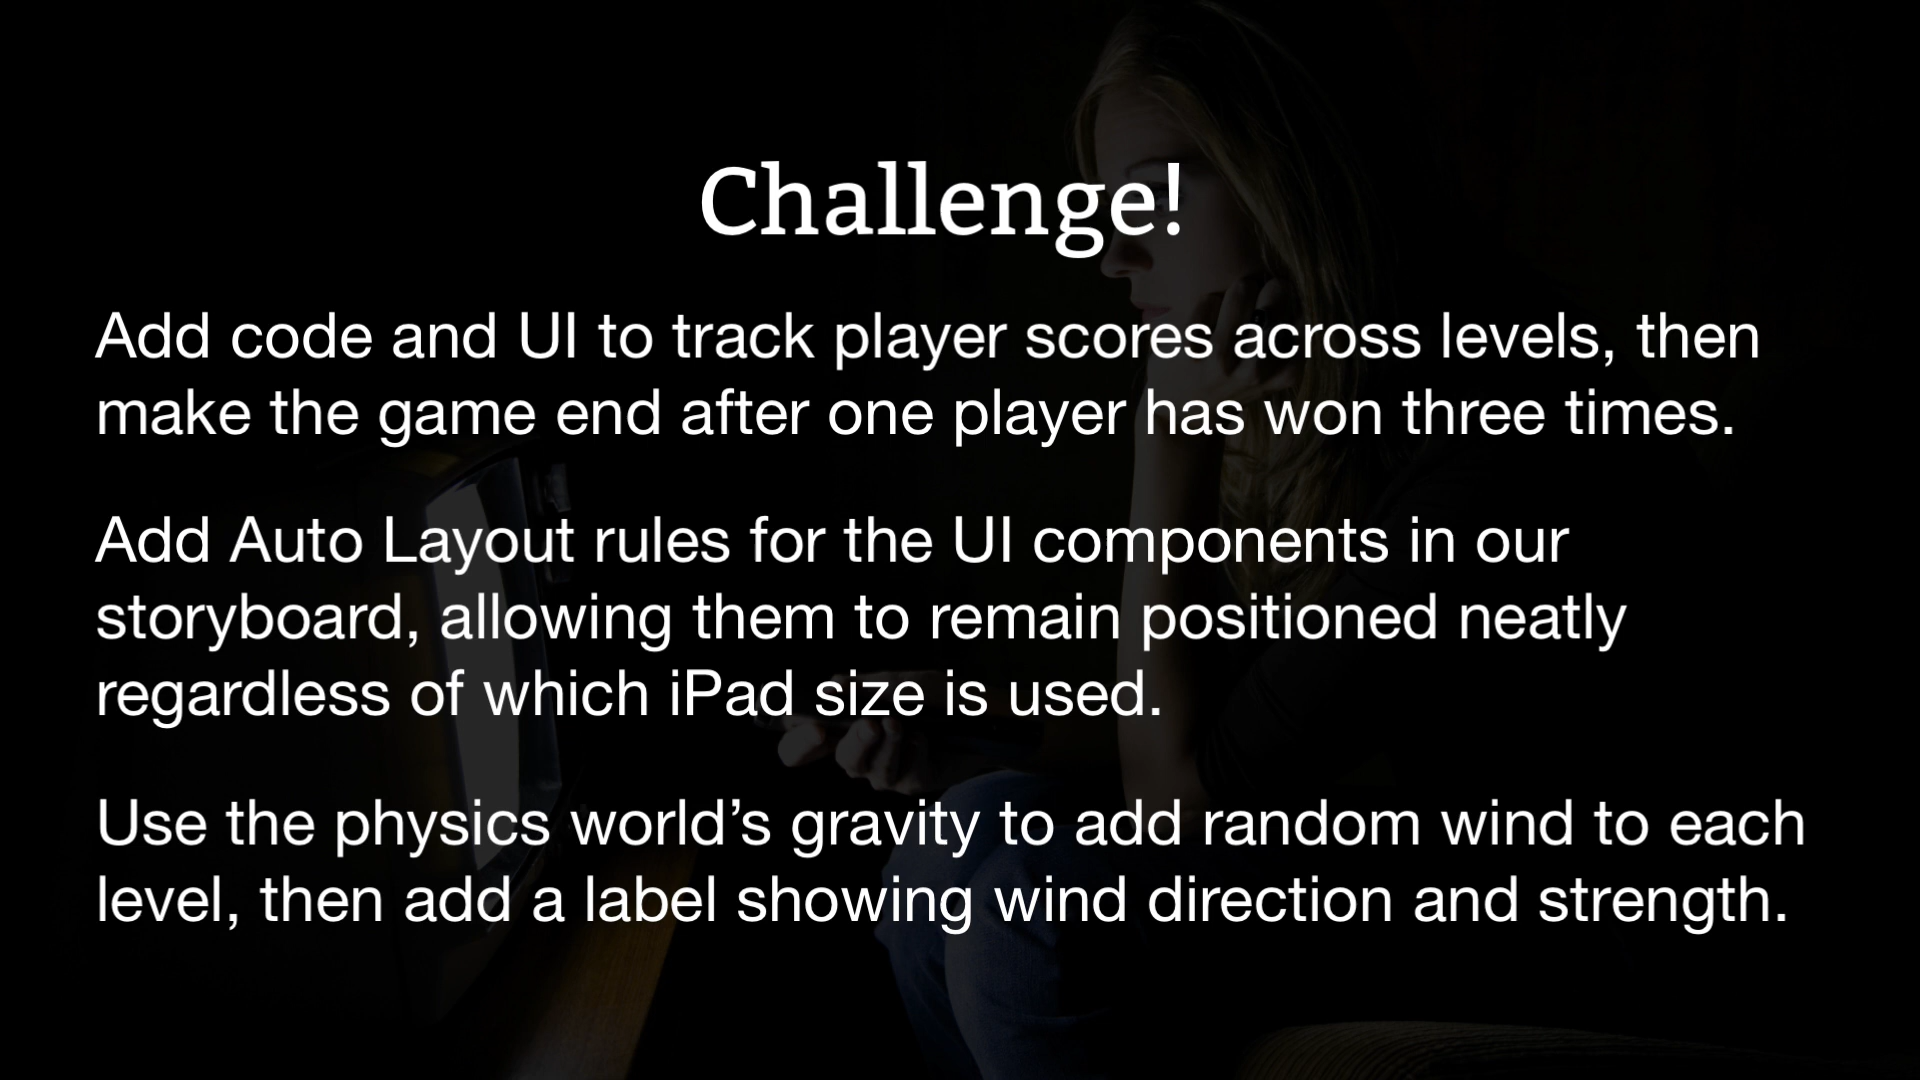 Challenge!
Add code and UI to track player scores across levels, then
make the game end after one player has won three times.
Add Auto Layout rules for the UI components in our
storyboard, allowing them to remain positioned neatly
regardless of which iPad size is used.
Use the physics world’s gravity to add random wind to each
level, then add a label showing wind direction and strength.